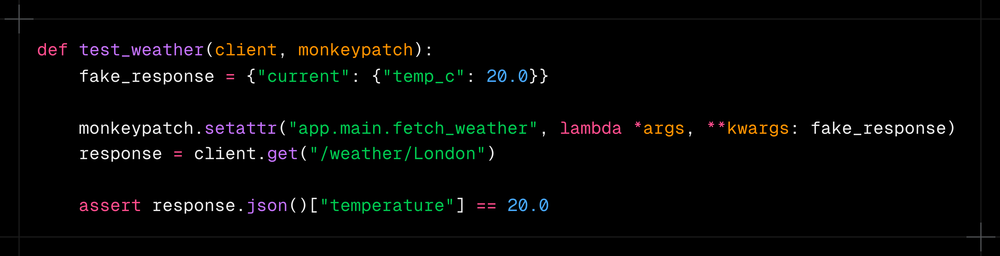 def test_weather(client, monkeypatch):
    fake_response = {"current": {"temp_c": 20.0}}

    monkeypatch.setattr("app.main.fetch_weather", lambda *args, **kwargs: fake_response)
    response = client.get("/weather/London")

    assert response.json()["temperature"] == 20.0